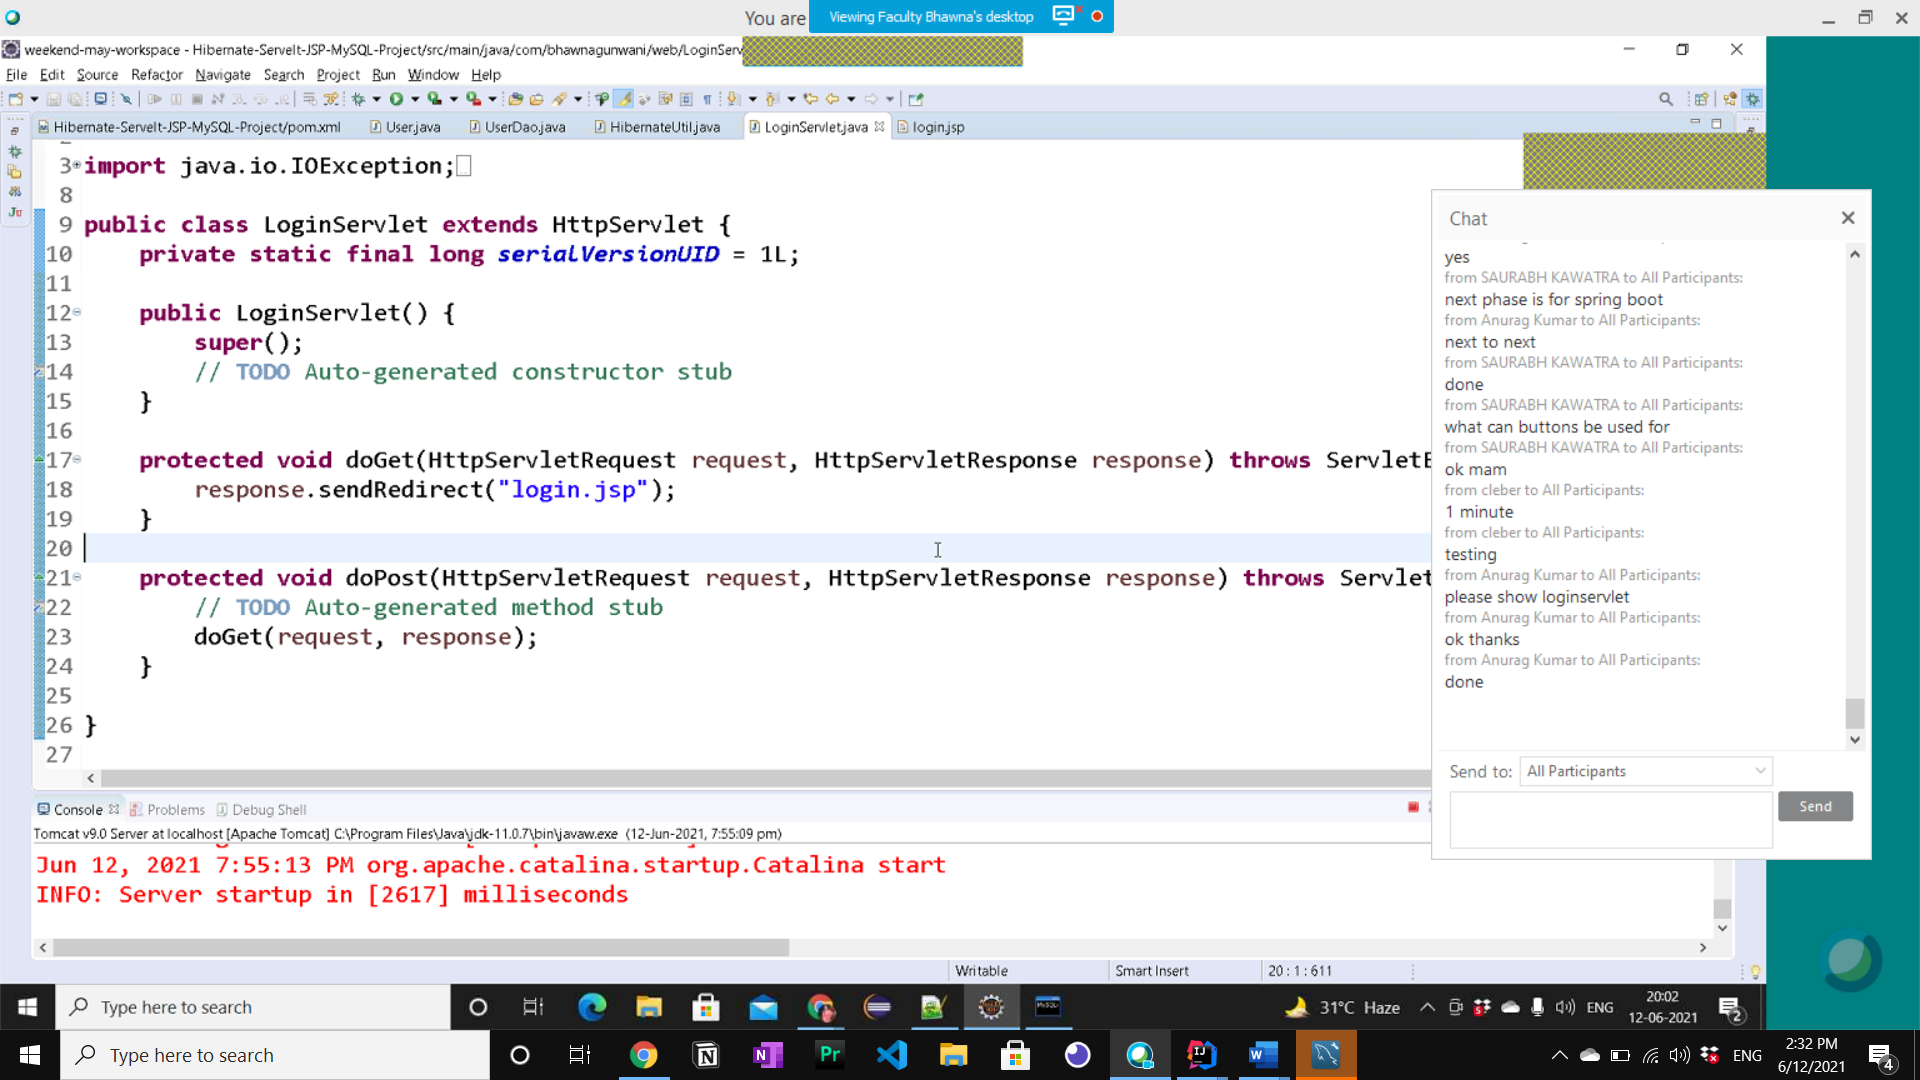 You are
Viewing Faculty Bhawna's desktop
weekend-may-workspace - Hibernate-Servelt-JSP-MySQL-Project/src/main/java/com/bhawnagunwani/web/LoginServ
File Edit Source Refactor Navigate Search Project Run Window Help
Hibernate-Servelt-JSP-MySQL-Project/pom.xml User.java UserDao.java HibernateUtil.java LoginServlet.java login.jsp
3 import java.io.IOException;
8
9 public class LoginServlet extends HttpServlet {
10 private static final long serialVersionUID = 1L;
11
12 public LoginServlet() {
13 super();
14 // TODO Auto-generated constructor stub
15 }
16
17 protected void doGet(HttpServletRequest request, HttpServletResponse response) throws ServletE
18 response.sendRedirect("login.jsp");
19 }
20
21 protected void doPost(HttpServletRequest request, HttpServletResponse response) throws Servlet
22 // TODO Auto-generated method stub
23 doGet(request, response);
24 }
25
26 }
27
Chat
yes
from SAURABH KAWATRA to All Participants:
next phase is for spring boot
from Anurag Kumar to All Participants:
next to next
from SAURABH KAWATRA to All Participants:
done
from SAURABH KAWATRA to All Participants:
what can buttons be used for
from SAURABH KAWATRA to All Participants:
ok mam
from cleber to All Participants:
1 minute
from cleber to All Participants:
testing
from Anurag Kumar to All Participants:
please show loginservlet
from Anurag Kumar to All Participants:
ok thanks
from Anurag Kumar to All Participants:
done
Send to: All Participants
Send
Console Problems Debug Shell
Tomcat v9.0 Server at localhost [Apache Tomcat] C:\Program Files\Java\jdk-11.0.7\bin\javaw.exe (12-Jun-2021, 7:55:09 pm)
Jun 12, 2021 7:55:13 PM org.apache.catalina.startup.Catalina start
INFO: Server startup in [2617] milliseconds
Writable Smart Insert 20 : 1 : 611
Type here to search
31°C Haze
ENG
20:02
12-06-2021
2
Type here to search
Pr
ENG
2:32 PM
6/12/2021
4